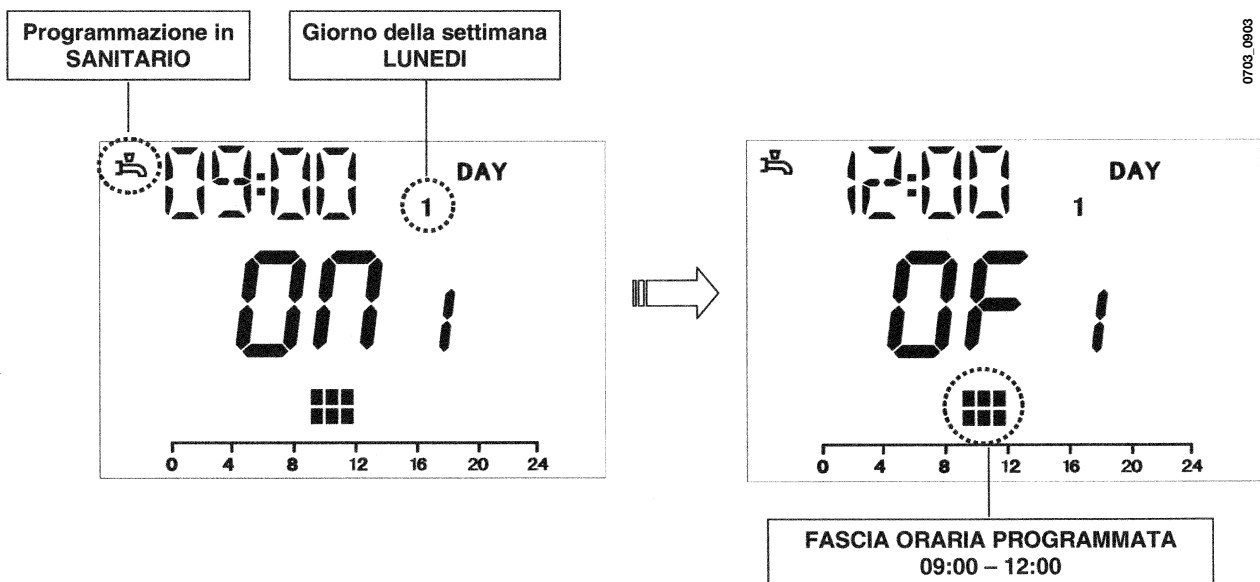 Programmazione in
SANITARIO
Giorno della settimana
LUNEDI
0703_0903
09:00 DAY
1
ON 1
0 4 8 12 16 20 24
12:00 DAY
1
OF 1
0 4 8 12 16 20 24
FASCIA ORARIA PROGRAMMATA
09:00 – 12:00